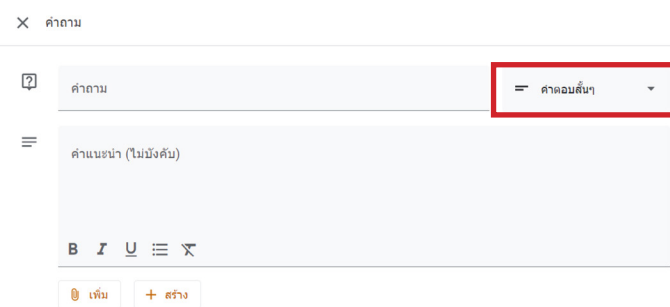 คำถาม
คำถาม
คำตอบสั้นๆ
คำแนะนำ (ไม่บังคับ)
B I U
เพิ่ม + สร้าง